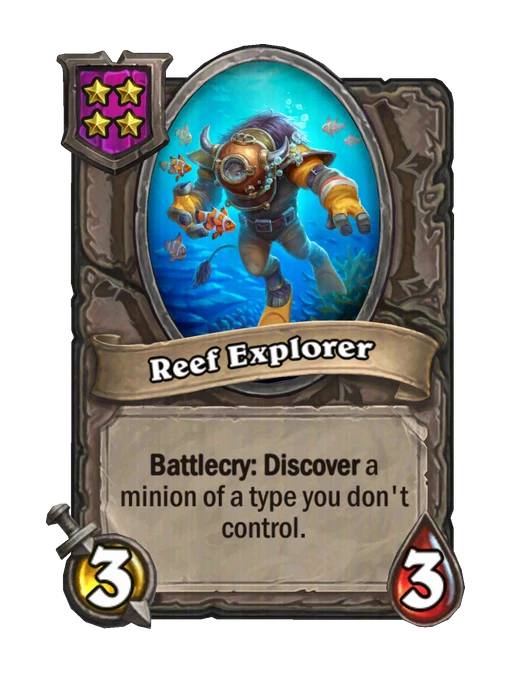 Reef Explorer
Battlecry: Discover a
minion of a type you don't
control.
3
3